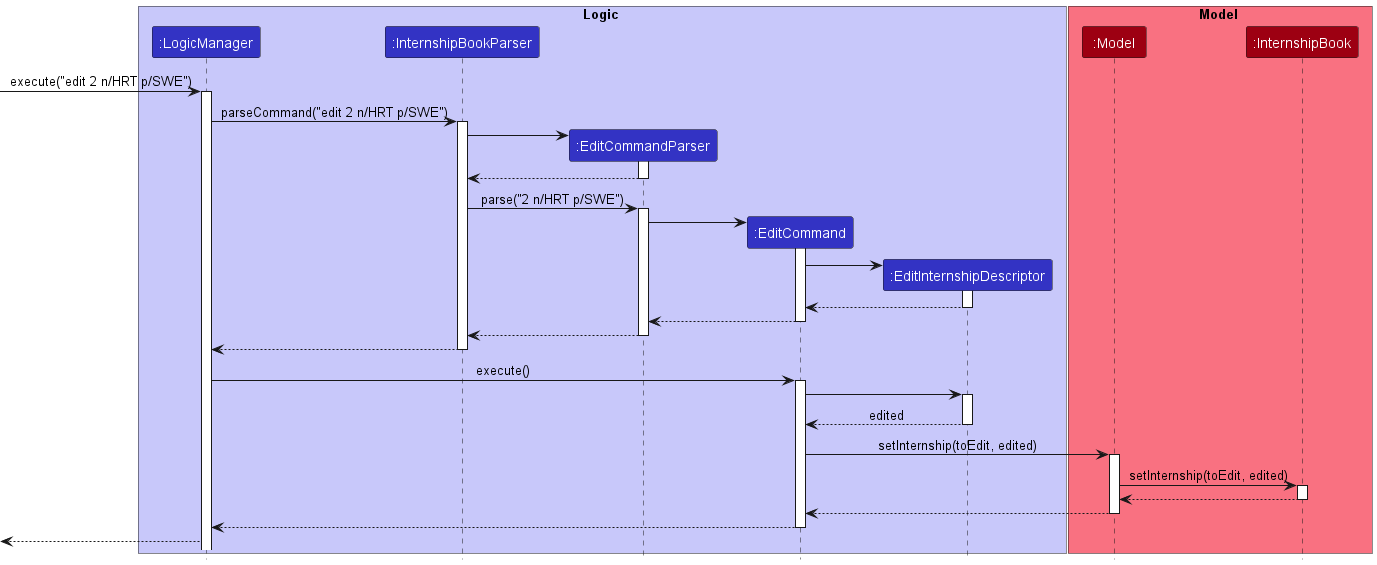 Logic
Model
:LogicManager
:InternshipBookParser
:Model
:InternshipBook
execute("edit 2 n/HRT p/SWE")
parseCommand("edit 2 n/HRT p/SWE")
:EditCommandParser
parse("2 n/HRT p/SWE")
:EditCommand
:EditInternshipDescriptor
execute()
edited
setInternship(toEdit, edited)
setInternship(toEdit, edited)